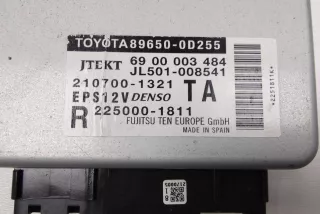 TOYOTA89650-0D255
JTEKT 69 00 003 484
JL501-008541
210700-1321 TA
EPS12V DENSO
R 225000-1811
FUJITSU TEN EUROPE GmbH
MADE IN SPAIN
*22518116*